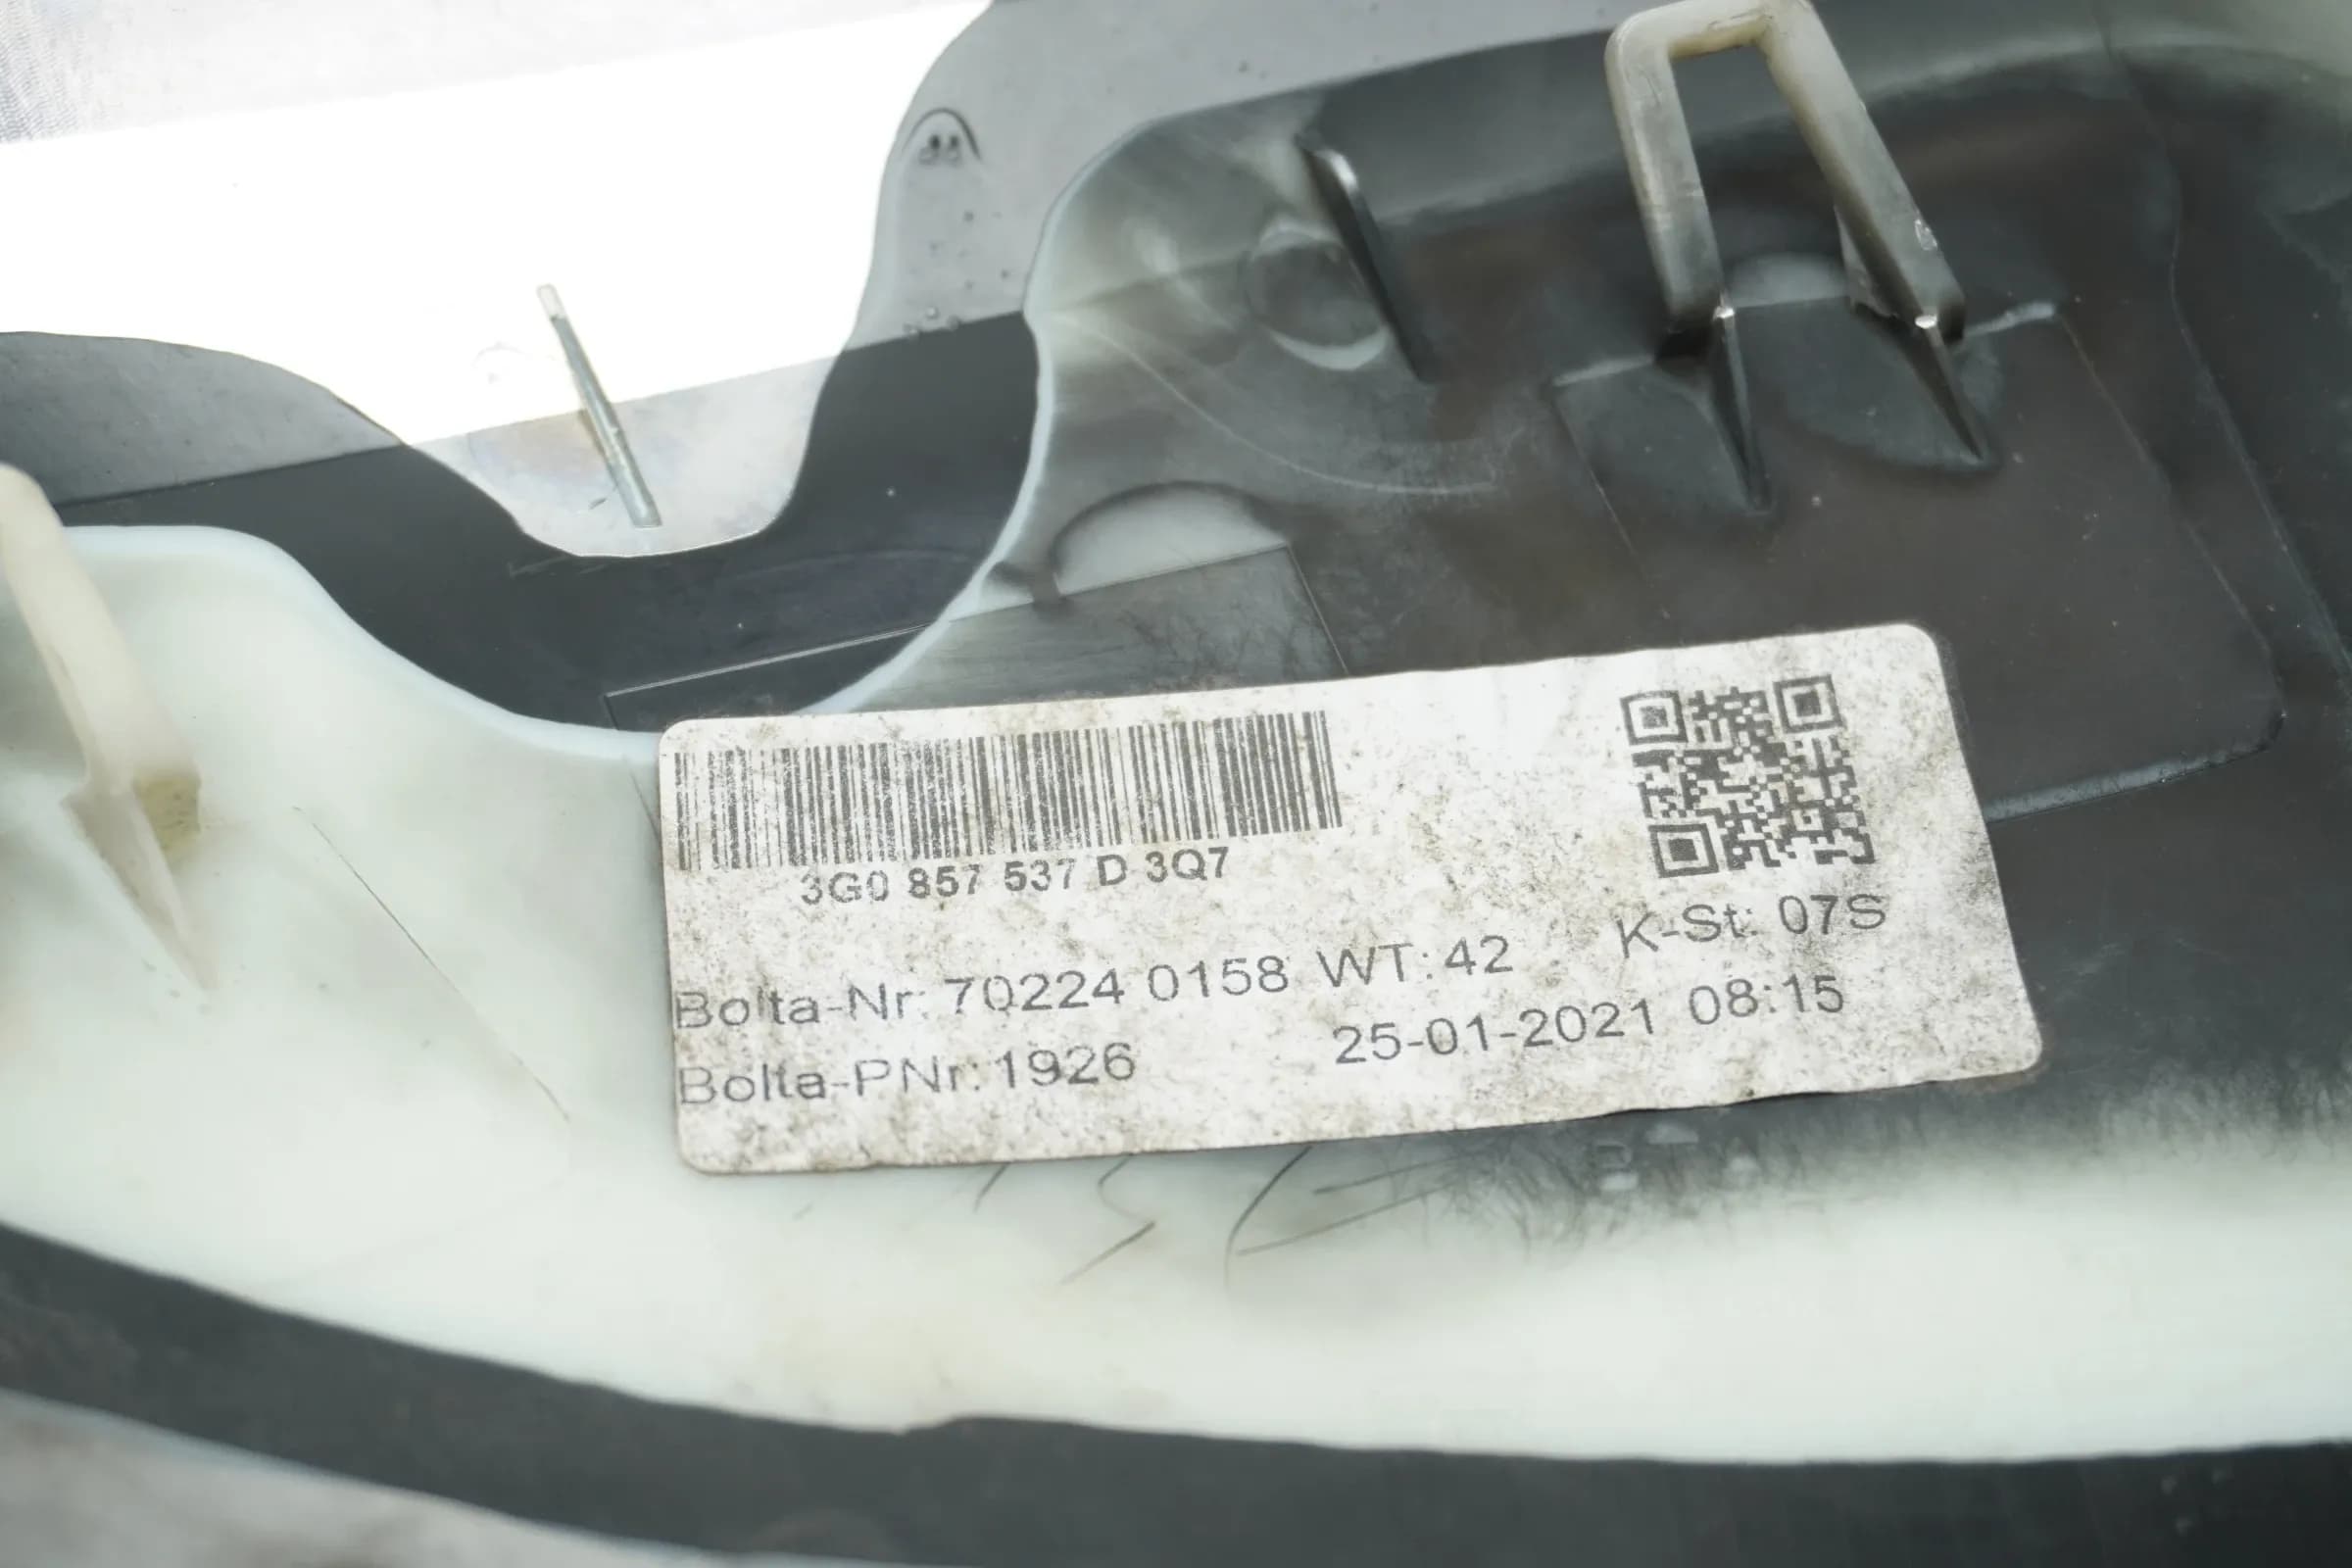 3G0 857 537 D 3Q7
K-St: 07S
Bolta-Nr: 70224 0158 WT: 42
Bolta-PNr: 1926
25-01-2021 08:15